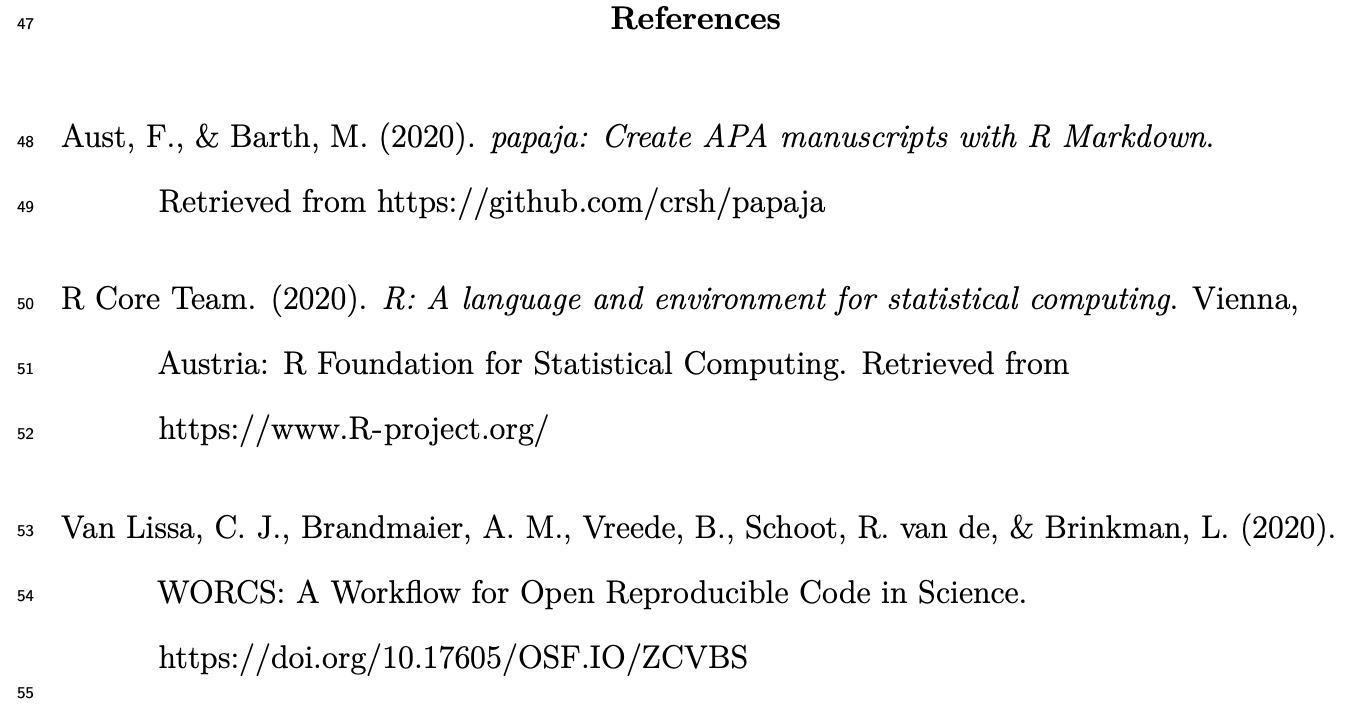 47 References
48 Aust, F., & Barth, M. (2020). papaja: Create APA manuscripts with R Markdown.
49 Retrieved from https://github.com/crsh/papaja
50 R Core Team. (2020). R: A language and environment for statistical computing. Vienna,
51 Austria: R Foundation for Statistical Computing. Retrieved from
52 https://www.R-project.org/
53 Van Lissa, C. J., Brandmaier, A. M., Vreede, B., Schoot, R. van de, & Brinkman, L. (2020).
54 WORCS: A Workflow for Open Reproducible Code in Science.
https://doi.org/10.17605/OSF.IO/ZCVBS
55